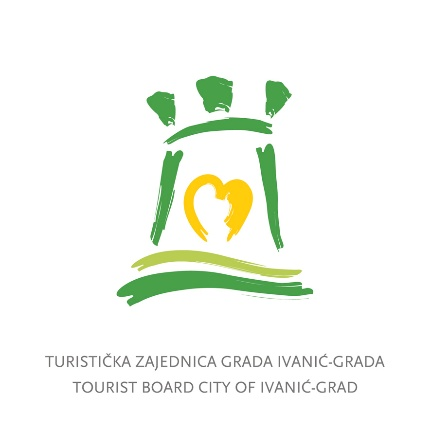 TURISTIČKA ZAJEDNICA GRADA IVANIĆ-GRADA
TOURIST BOARD CITY OF IVANIĆ-GRAD